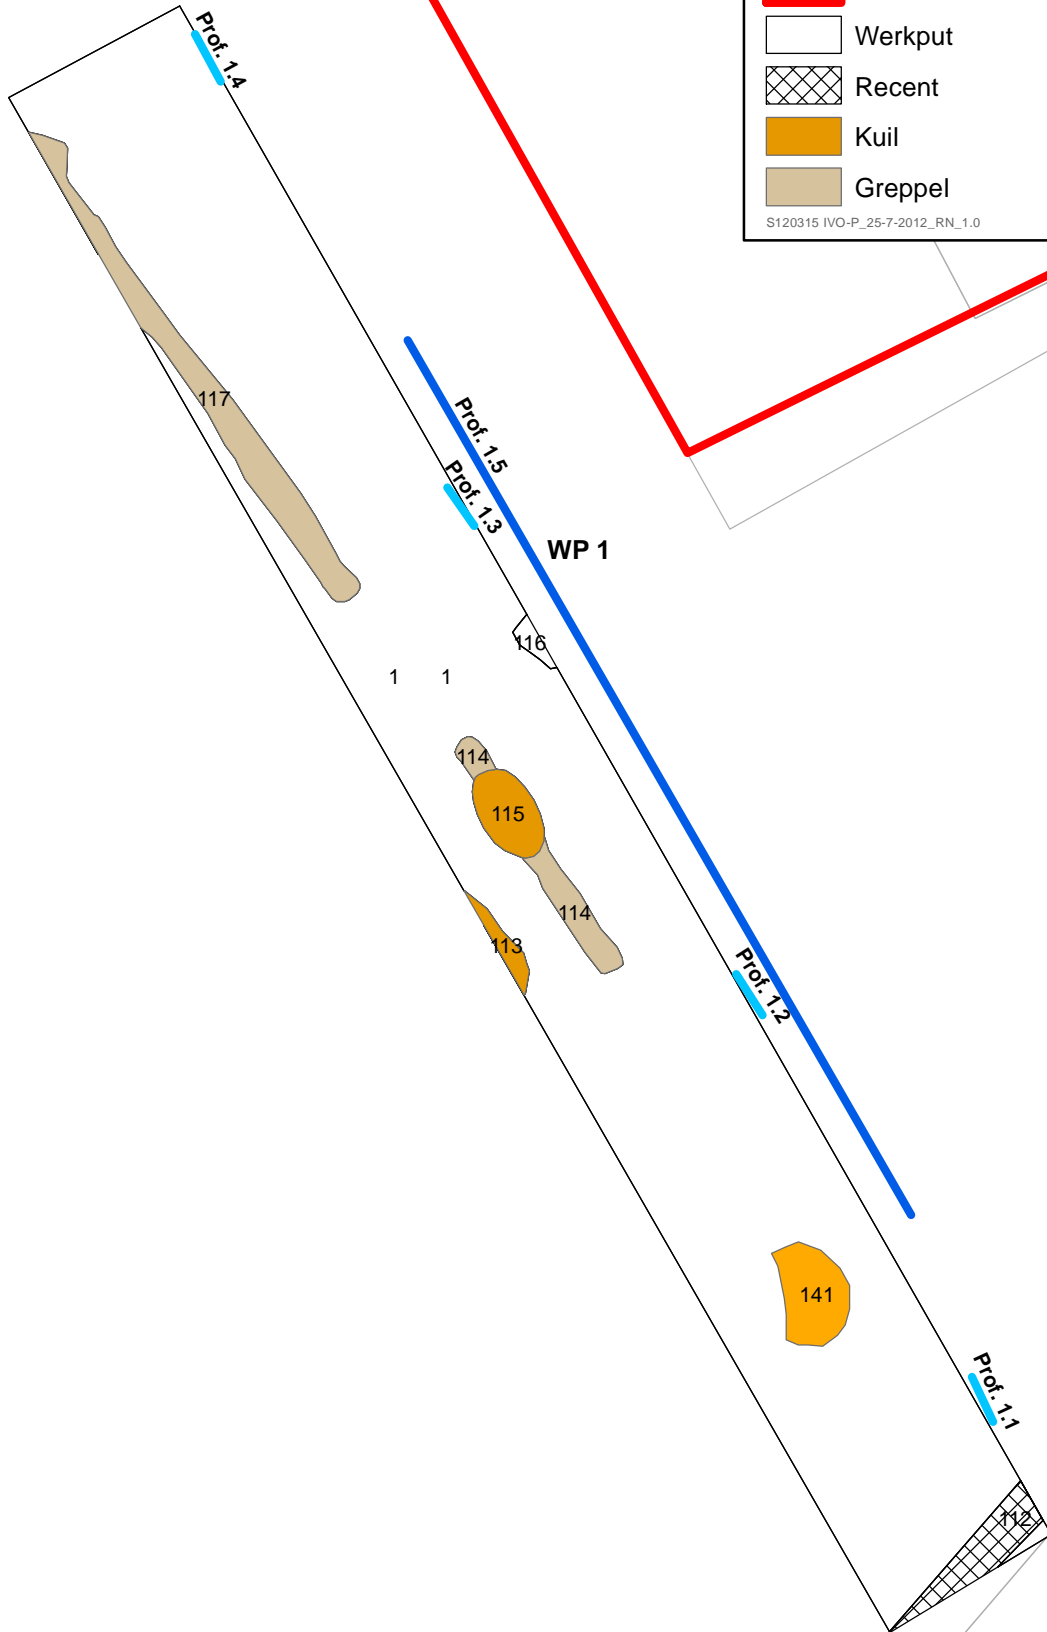 Prof. 1.4
Werkput
Recent
Kuil
Greppel
S120315 IVO-P_25-7-2012_RN_1.0
117
Prof. 1.5
Prof. 1.3
WP 1
116
1 1
114
115
114
113
Prof. 1.2
141
Prof. 1.1
112